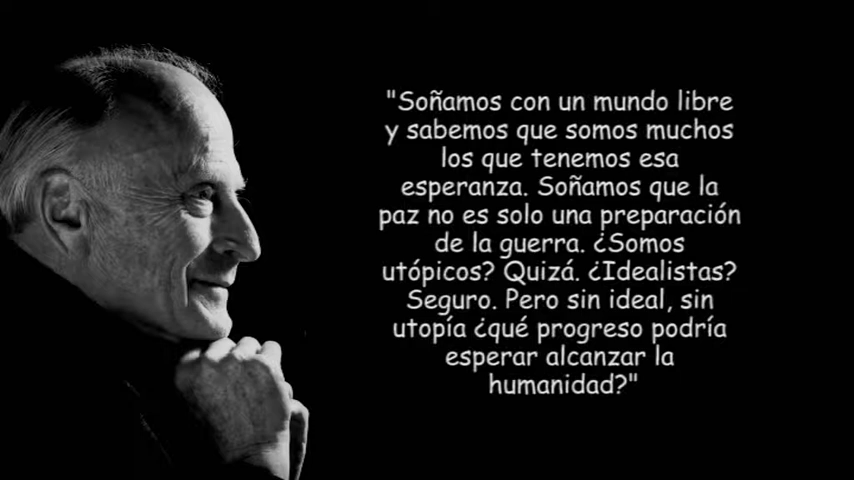 "Soñamos con un mundo libre
y sabemos que somos muchos
los que tenemos esa
esperanza. Soñamos que la
paz no es solo una preparación
de la guerra. ¿Somos
utópicos? Quizá. ¿Idealistas?
Seguro. Pero sin ideal, sin
utopía ¿qué progreso podría
esperar alcanzar la
humanidad?"